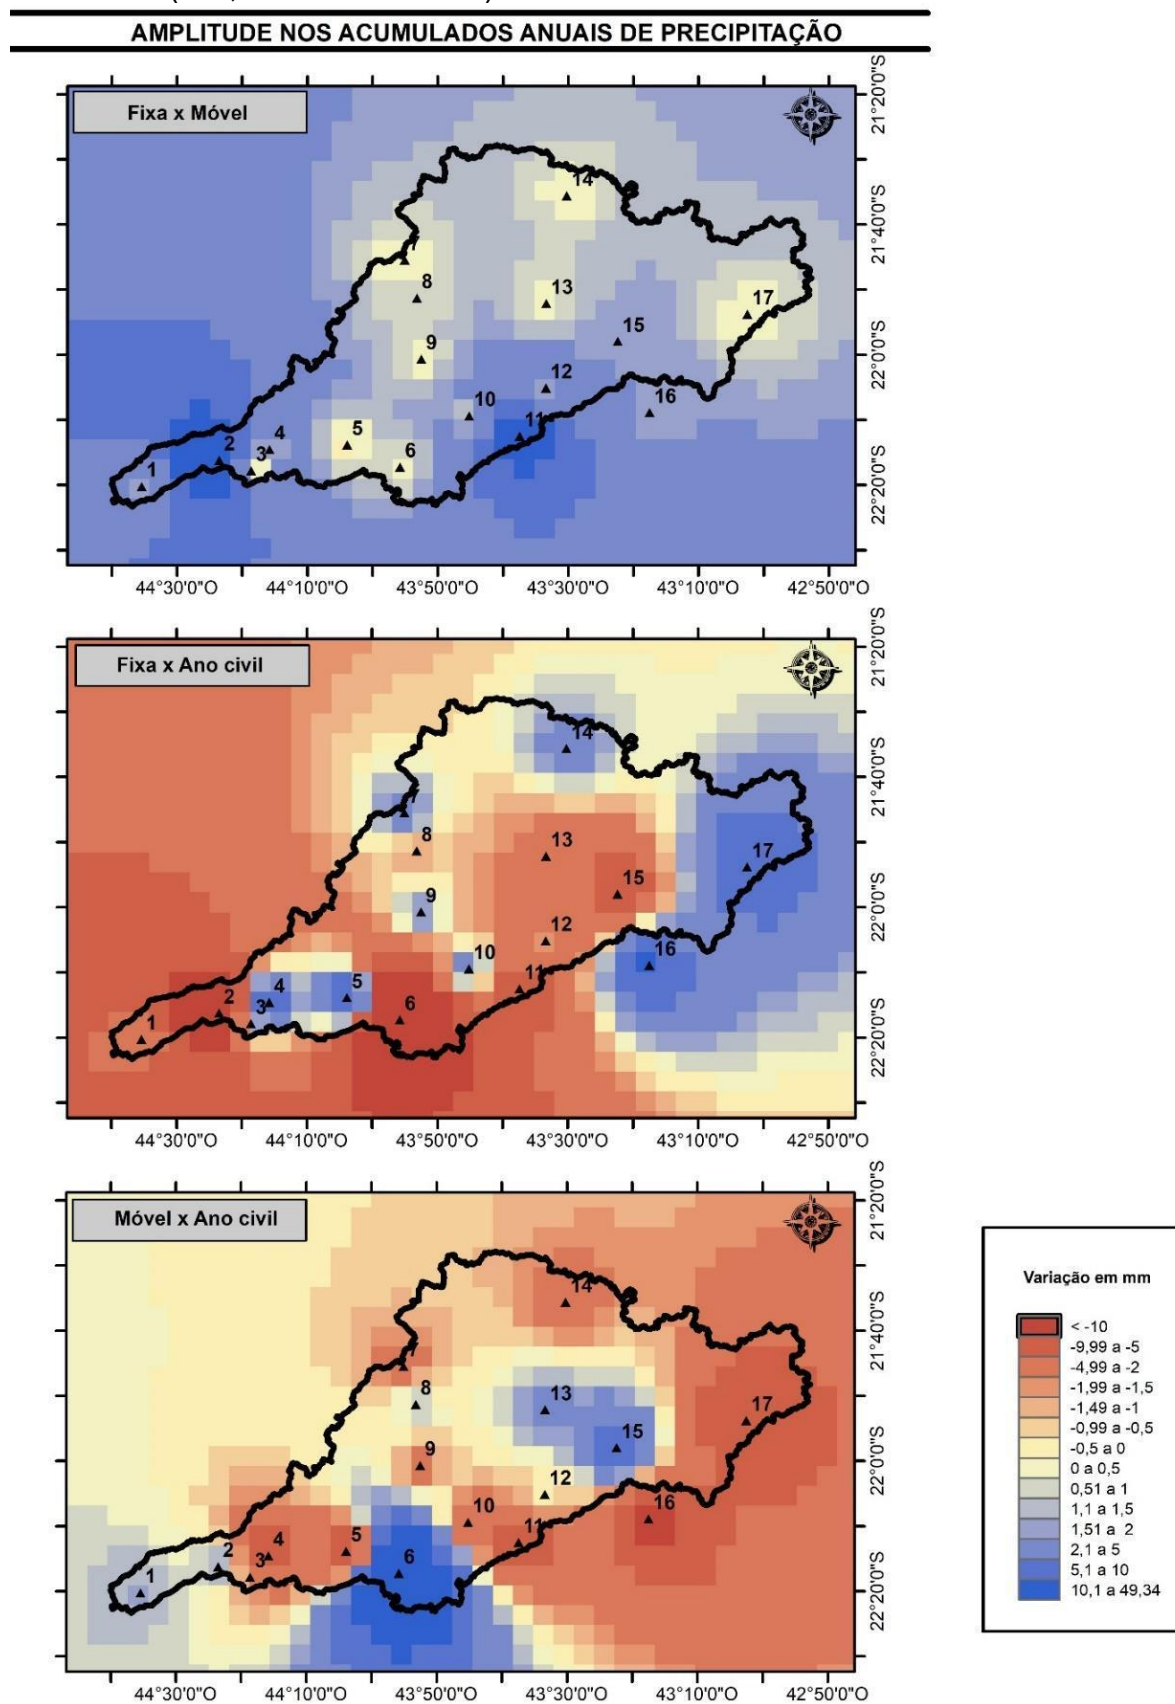 AMPLITUDE NOS ACUMULADOS ANUAIS DE PRECIPITAÇÃO
Fixa x Móvel
21°20'0"S
14
21°40'0"S
7
8
13
17
15
9
22°0'0"S
12
10
16
11
5
4
2
6
3
1
22°20'0"S
44°30'0"O 44°10'0"O 43°50'0"O 43°30'0"O 43°10'0"O 42°50'0"O
Fixa x Ano civil
21°20'0"S
14
21°40'0"S
7
8
13
17
15
9
22°0'0"S
12
10
16
11
5
4
2
6
3
1
22°20'0"S
44°30'0"O 44°10'0"O 43°50'0"O 43°30'0"O 43°10'0"O 42°50'0"O
Móvel x Ano civil
21°20'0"S
14
21°40'0"S
7
8
13
17
15
9
22°0'0"S
12
10
16
11
5
4
2
6
3
1
22°20'0"S
44°30'0"O 44°10'0"O 43°50'0"O 43°30'0"O 43°10'0"O 42°50'0"O
Variação em mm
< -10
-9,99 a -5
-4,99 a -2
-1,99 a -1,5
-1,49 a -1
-0,99 a -0,5
-0,5 a 0
0 a 0,5
0,51 a 1
1,1 a 1,5
1,51 a 2
2,1 a 5
5,1 a 10
10,1 a 49,34